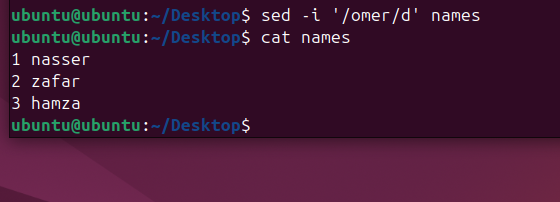 ubuntu@ubuntu:~/Desktop$ sed -i '/omer/d' names
ubuntu@ubuntu:~/Desktop$ cat names
1 nasser
2 zafar
3 hamza
ubuntu@ubuntu:~/Desktop$